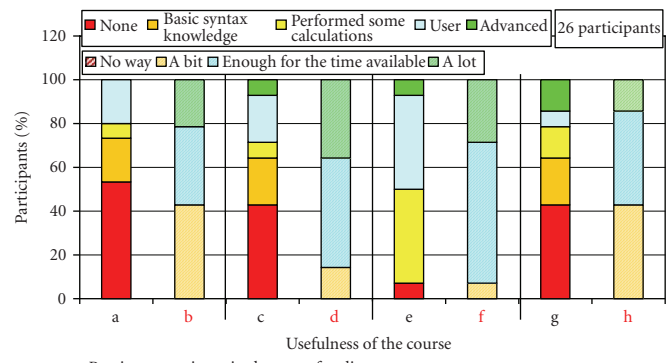 None
Basic syntax
knowledge
Performed some
calculations
User
Advanced
26 participants
No way
A bit
Enough for the time available
A lot
120
100
80
60
40
20
0
Participants (%)
a
b
c
d
e
f
g
h
Usefulness of the course